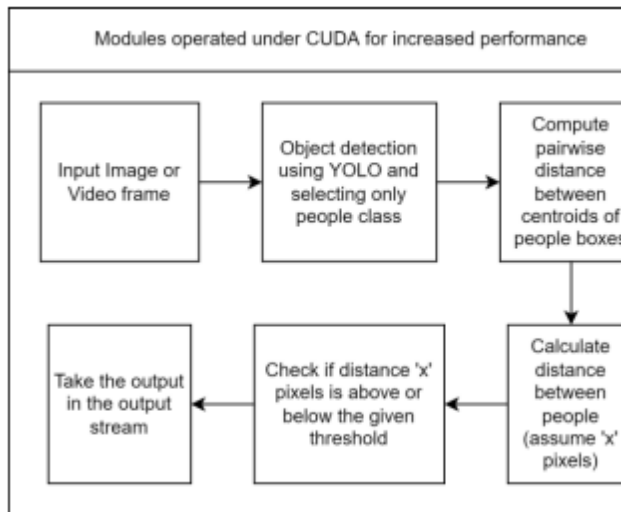 Modules operated under CUDA for increased performance
Input Image or
Video frame
Object detection
using YOLO and
selecting only
people class
Compute
pairwise
distance
between
centroids of
people boxes
Calculate
distance
between
people
(assume 'x'
pixels)
Check if distance 'x'
pixels is above or
below the given
threshold
Take the output
in the output
stream